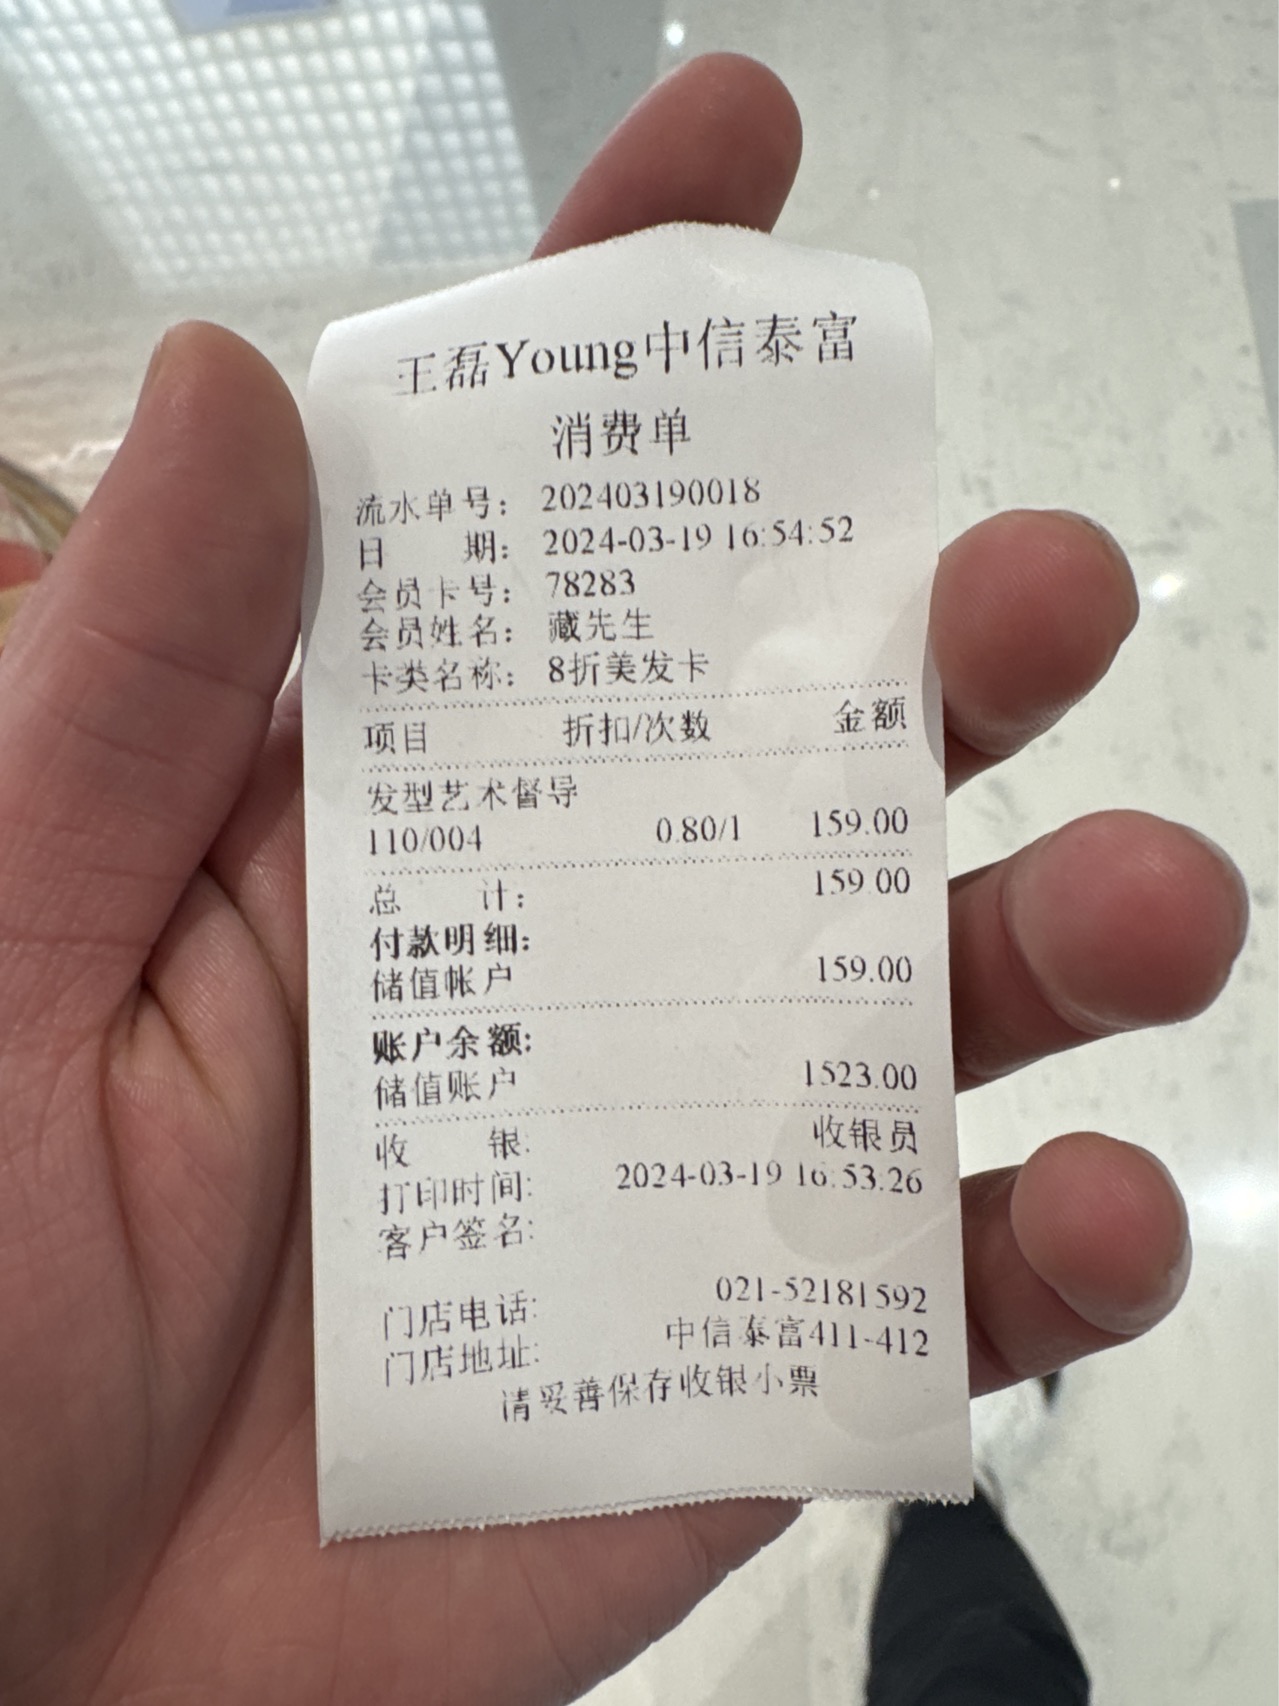 王磊Young中信泰富
消费单
流水单号： 202403190018
日 期： 2024-03-19 16:54:52
会员卡号： 78283
会员姓名： 藏先生
卡类名称： 8折美发卡
项目 折扣/次数 金额
发型艺术督导
110/004 0.80/1 159.00
总 计： 159.00
付款明细:
储值帐户 159.00
账户余额:
储值账户 1523.00
收 银: 收银员
打印时间: 2024-03-19 16:53:26
客户签名:
门店电话: 021-52181592
门店地址: 中信泰富411-412
请妥善保存收银小票